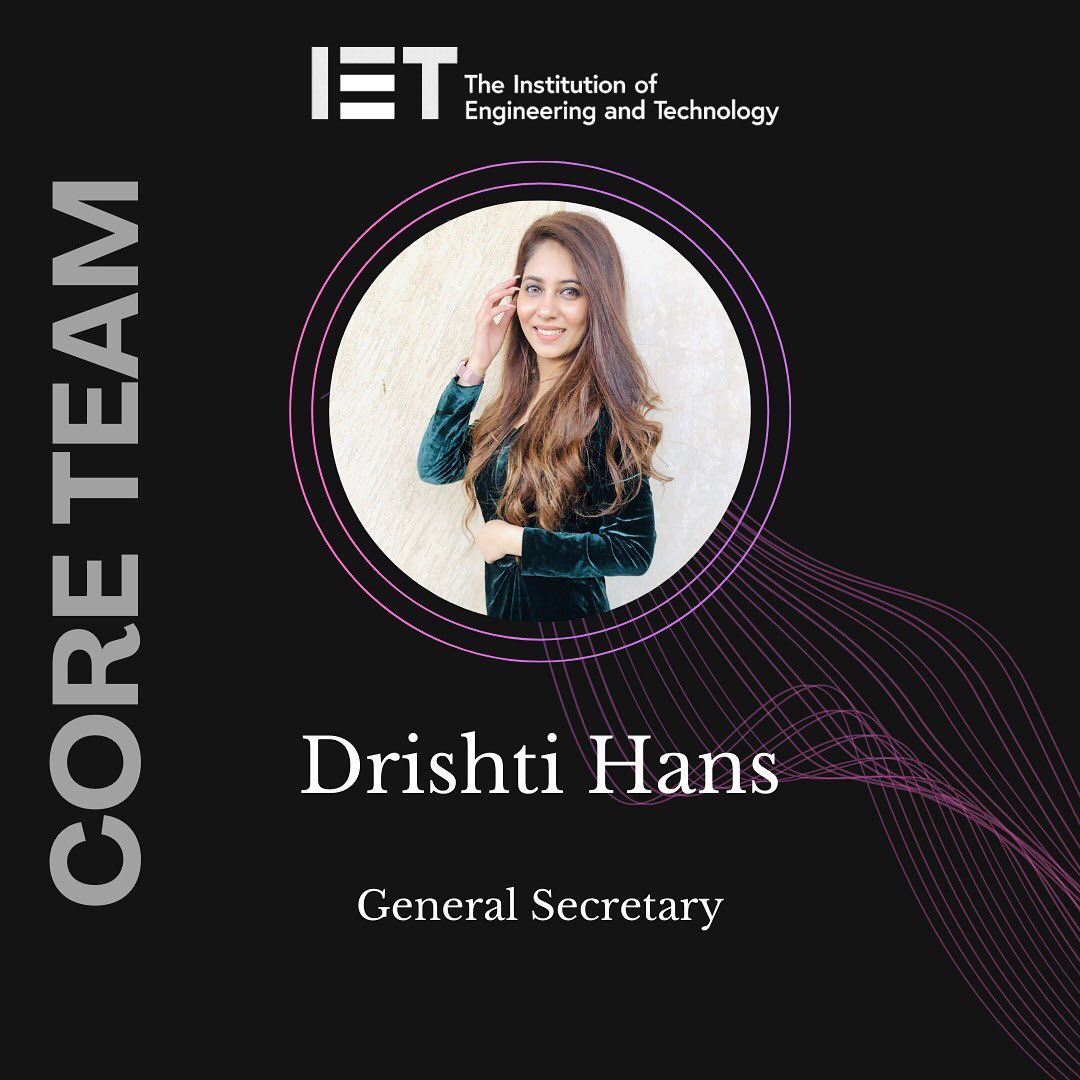 IET
The Institution of
Engineering and Technology
CORE TEAM
Drishti Hans
General Secretary